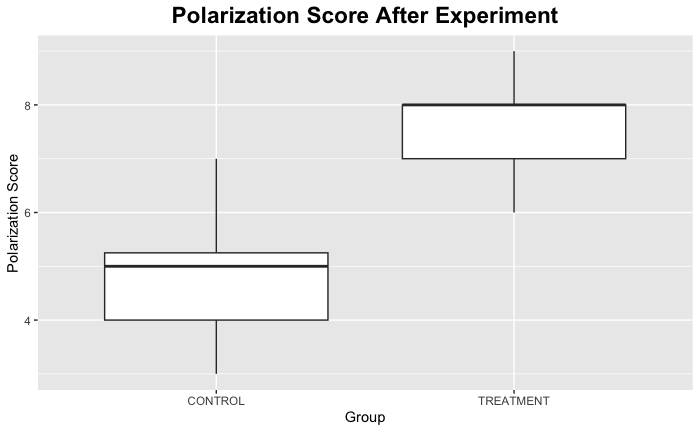 Polarization Score After Experiment
Polarization Score
8
6
4
CONTROL
TREATMENT
Group